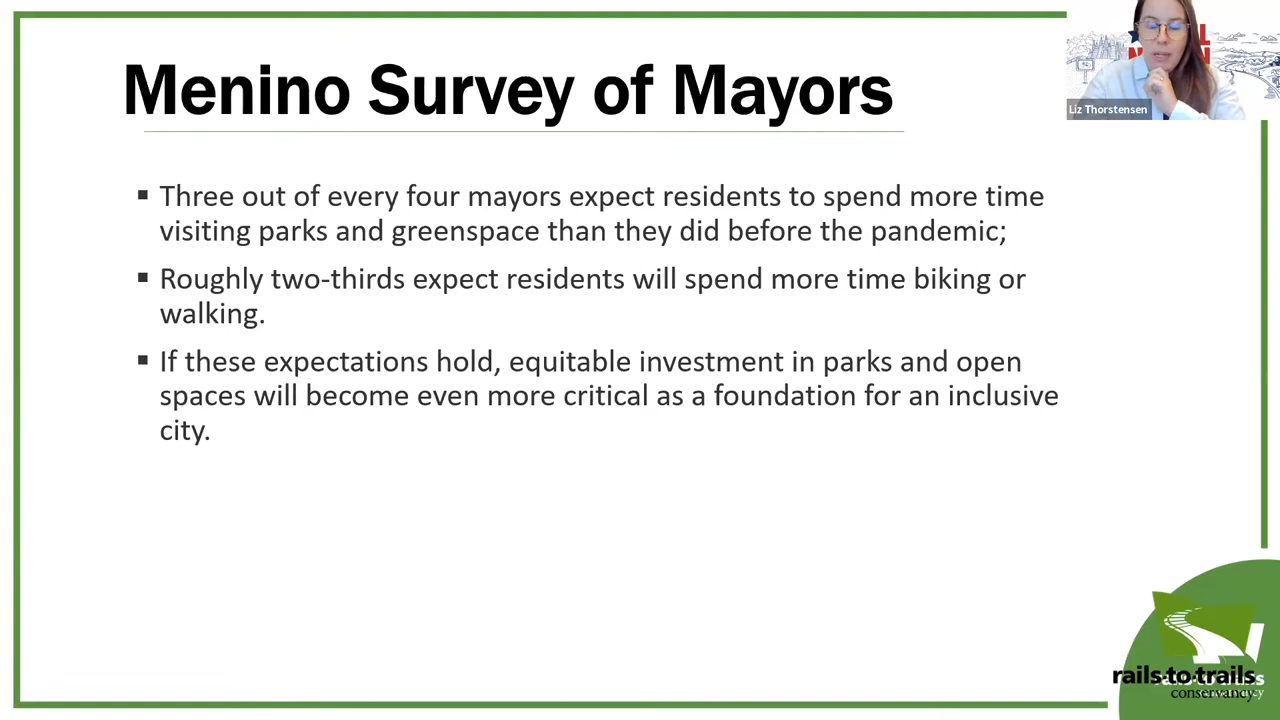 Menino Survey of Mayors
Liz Thorstensen
▪ Three out of every four mayors expect residents to spend more time
visiting parks and greenspace than they did before the pandemic;
▪ Roughly two-thirds expect residents will spend more time biking or
walking.
▪ If these expectations hold, equitable investment in parks and open
spaces will become even more critical as a foundation for an inclusive
city.
rails-to-trails
conservancy